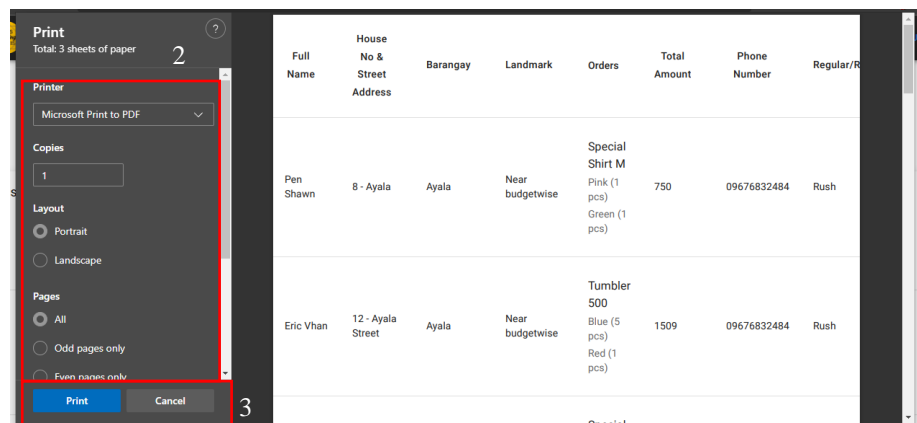 Print
?
Total: 3 sheets of paper
2
Printer
Microsoft Print to PDF
Copies
1
Layout
Portrait
Landscape
Pages
All
Odd pages only
Even pages only
Print
Cancel
3
Full
Name
House
No &
Street
Address
Barangay
Landmark
Orders
Total
Amount
Phone
Number
Regular/R
Pen
Shawn
8 - Ayala
Ayala
Near
budgetwise
Special
Shirt M
Pink (1
pcs)
Green (1
pcs)
750
09676832484
Rush
Eric Vhan
12 - Ayala
Street
Ayala
Near
budgetwise
Tumbler
500
Blue (5
pcs)
Red (1
pcs)
1509
09676832484
Rush